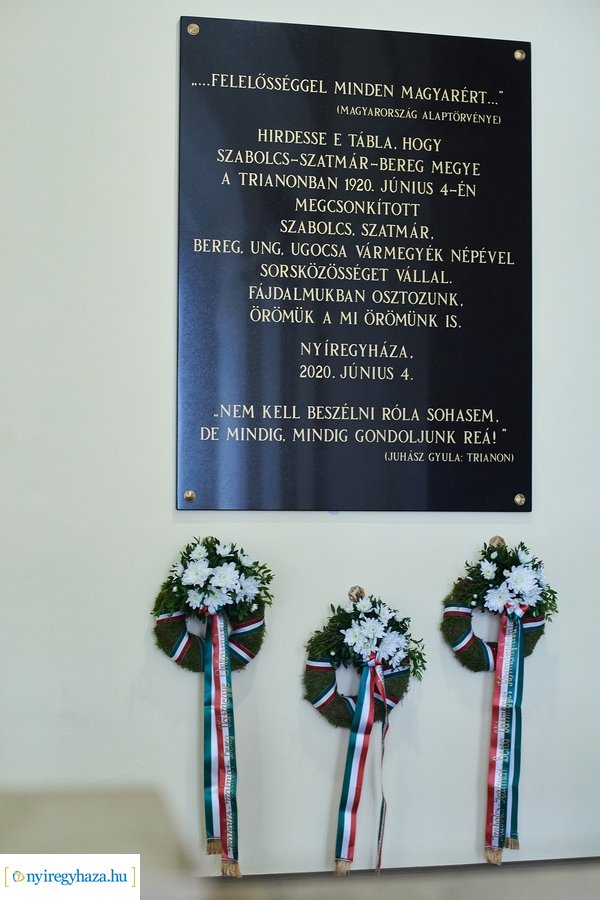 „...FELELŐSSÉGGEL MINDEN MAGYARÉRT..."
(MAGYARORSZÁG ALAPTÖRVÉNYE)
HIRDESSE E TÁBLA, HOGY
SZABOLCS-SZATMÁR-BEREG MEGYE
A TRIANONBAN 1920. JÚNIUS 4-ÉN
MEGCSONKÍTOTT
SZABOLCS, SZATMÁR,
BEREG, UNG, UGOCSA VÁRMEGYÉK NÉPÉVEL
SORSKÖZÖSSÉGET VÁLLAL.
FÁJDALMUKBAN OSZTOZUNK,
ÖRÖMÜK A MI ÖRÖMÜNK IS.
NYÍREGYHÁZA,
2020. JÚNIUS 4.
„NEM KELL BESZÉLNI RÓLA SOHASEM,
DE MINDIG, MINDIG GONDOLJUNK REÁ!"
(JUHÁSZ GYULA: TRIANON)
[nyiregyhaza.hu]